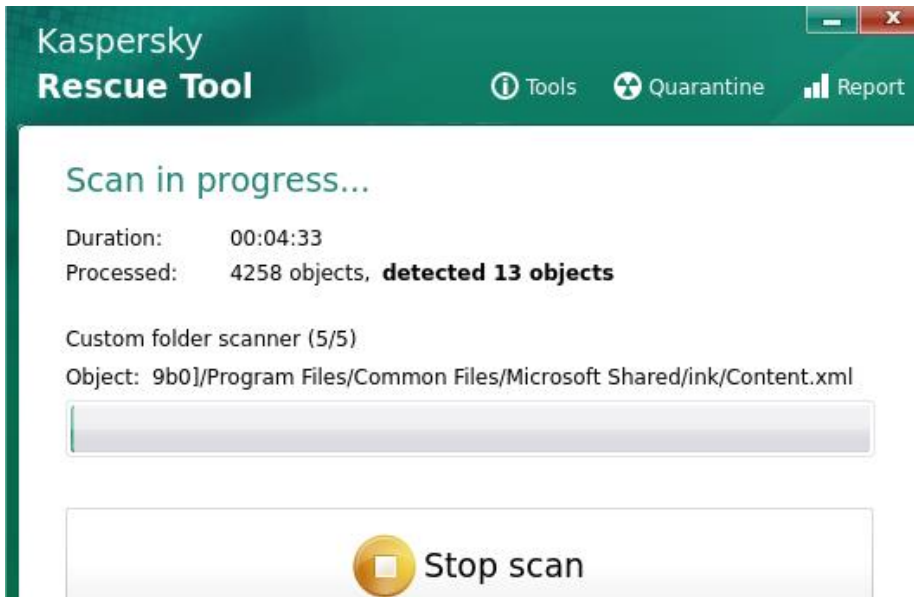 Kaspersky
Rescue Tool
Tools Quarantine Report
Scan in progress...
Duration: 00:04:33
Processed: 4258 objects, detected 13 objects
Custom folder scanner (5/5)
Object: 9b0]/Program Files/Common Files/Microsoft Shared/ink/Content.xml
Stop scan